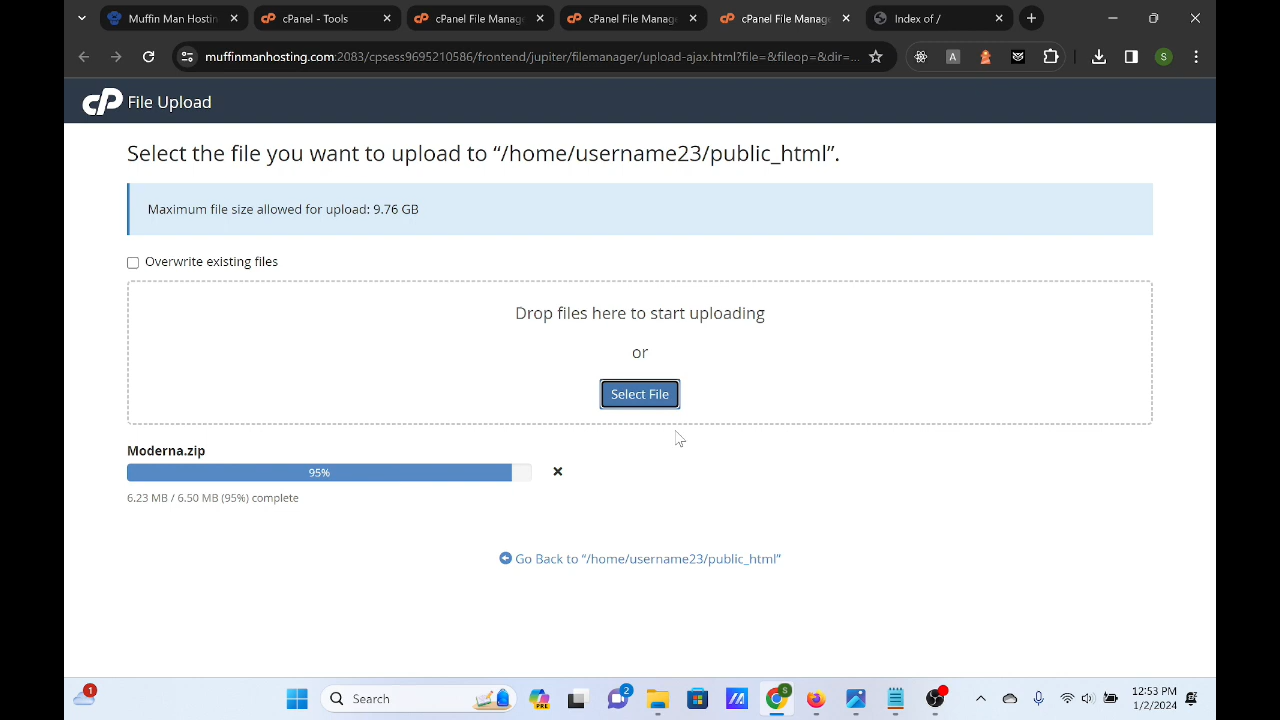 Muffin Man Hostin
cPanel - Tools
cPanel File Manag
cPanel File Manag
cPanel File Manag
Index of /
muffinmanhosting.com:2083/cpsess9695210586/frontend/jupiter/filemanager/upload-ajax.html?file=&fileop=&dir=...
A
S
cP File Upload
Select the file you want to upload to “/home/username23/public_html”.
Maximum file size allowed for upload: 9.76 GB
Overwrite existing files
Drop files here to start uploading
or
Select File
Moderna.zip
95%
6.23 MB / 6.50 MB (95%) complete
Go Back to “/home/username23/public_html”
1
Search
PRE
2
S
12:53 PM
1/2/2024